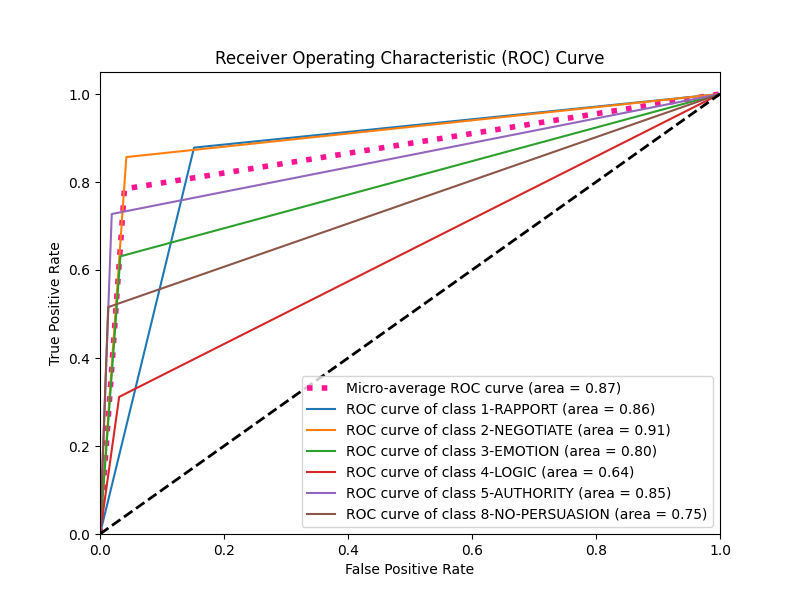 Receiver Operating Characteristic (ROC) Curve
1.0
0.8
0.6
0.4
0.2
0.0
True Positive Rate
Micro-average ROC curve (area = 0.87)
ROC curve of class 1-RAPPORT (area = 0.86)
ROC curve of class 2-NEGOTIATE (area = 0.91)
ROC curve of class 3-EMOTION (area = 0.80)
ROC curve of class 4-LOGIC (area = 0.64)
ROC curve of class 5-AUTHORITY (area = 0.85)
ROC curve of class 8-NO-PERSUASION (area = 0.75)
0.0 0.2 0.4 0.6 0.8 1.0
False Positive Rate